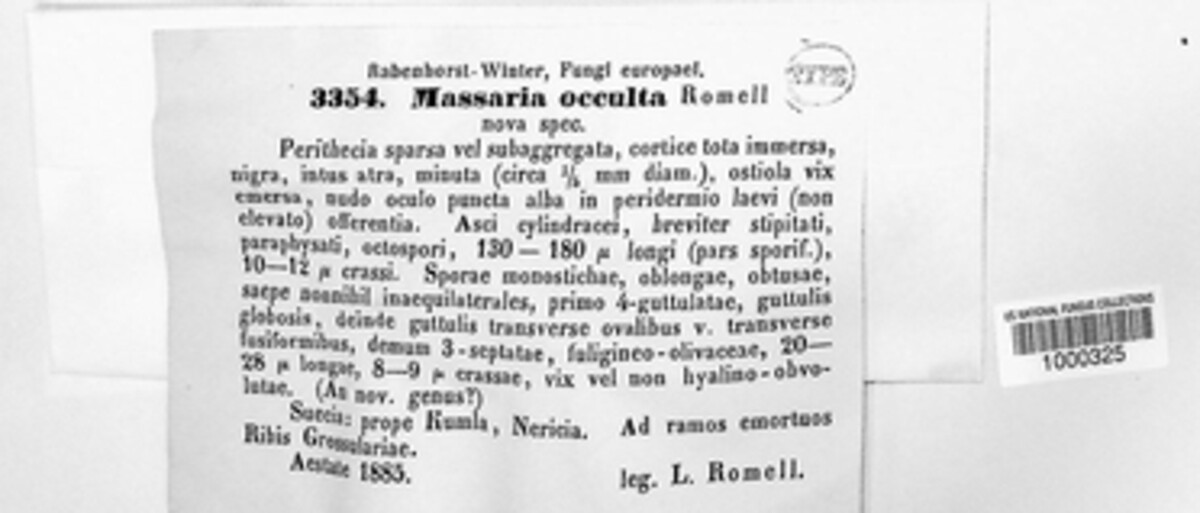 Rabenhorst-Winter, Fungi europaei.
TYPE
3354. Massaria occulta Romell
nova spec.
Perithecia sparsa vel subaggregata, cortice tota immersa,
nigra, intus atra, minuta (circa ⅓ mm diam.), ostiola vix
emersa, nudo oculo puncta alba in peridermio laevi (non
elevato) offerentia. Asci cylindracei, breviter stipitati,
paraphysati, octospori, 130—180 µ longi (pars sporif.),
10—12 µ crassi. Sporae monostichae, oblongae, obtusae,
saepe nonnihil inaequilaterales, primo 4-guttulatae, guttulis
globosis, deinde guttulis transverse ovalibus v. transverse
fusiformibus, demum 3-septatae, fuligineo-olivaceae, 20—
28 µ longae, 8—9 µ crassae, vix vel non hyalino-obvo-
lutae. (An nov. genus?)
Suecia: prope Kumla, Nericia. Ad ramos emortuos
Ribis Grossulariae.
Aestate 1885. leg. L. Romell.
US NATIONAL FUNGUS COLLECTIONS
1000325